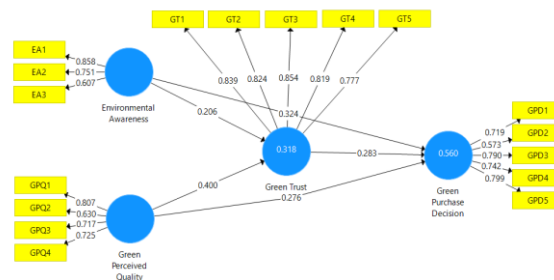 GT1 GT2 GT3 GT4 GT5
EA1
EA2
EA3
0.858
0.751
0.607
Environmental
Awareness
0.839
0.824
0.854
0.819
0.777
0.206
0.324
0.318
Green Trust
0.283
0.400
0.276
GPQ1
GPQ2
GPQ3
GPQ4
0.807
0.630
0.717
0.725
Green
Perceived
Quality
0.560
Green
Purchase
Decision
0.719
0.573
0.790
0.742
0.799
GPD1
GPD2
GPD3
GPD4
GPD5